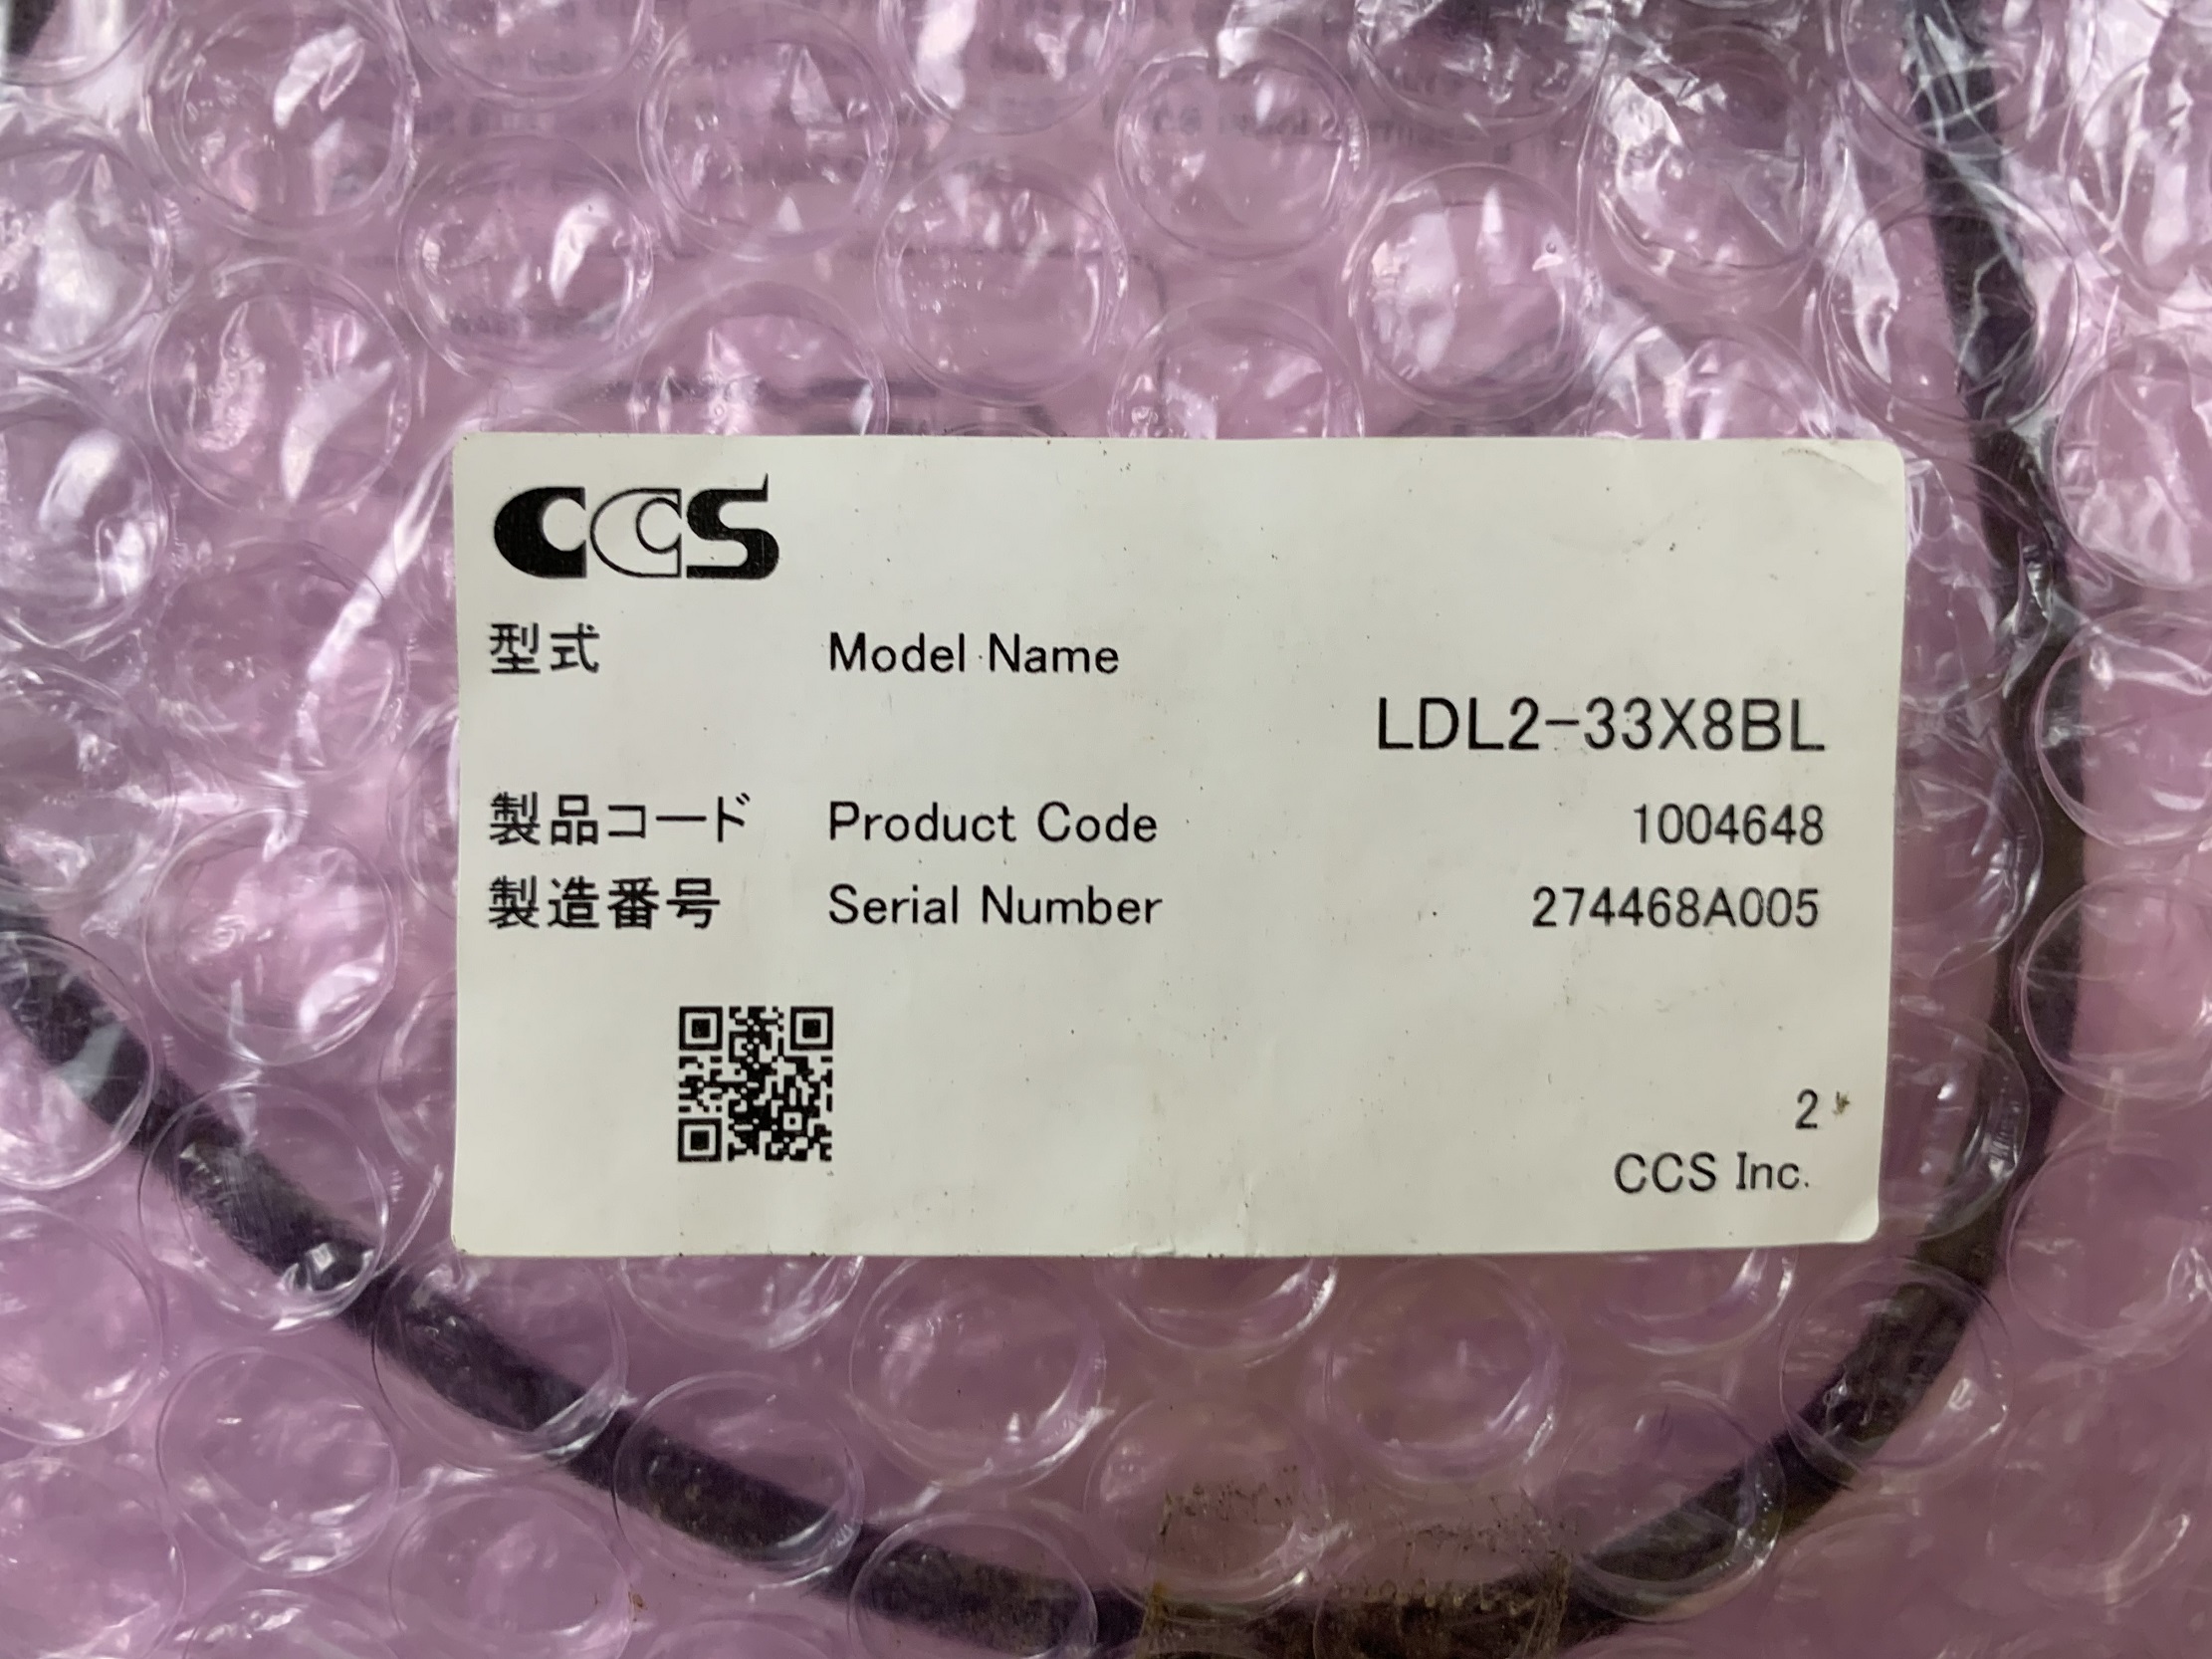 CCS
型式 Model Name
LDL2-33X8BL
製品コード Product Code 1004648
製造番号 Serial Number 274468A005
2
CCS Inc.